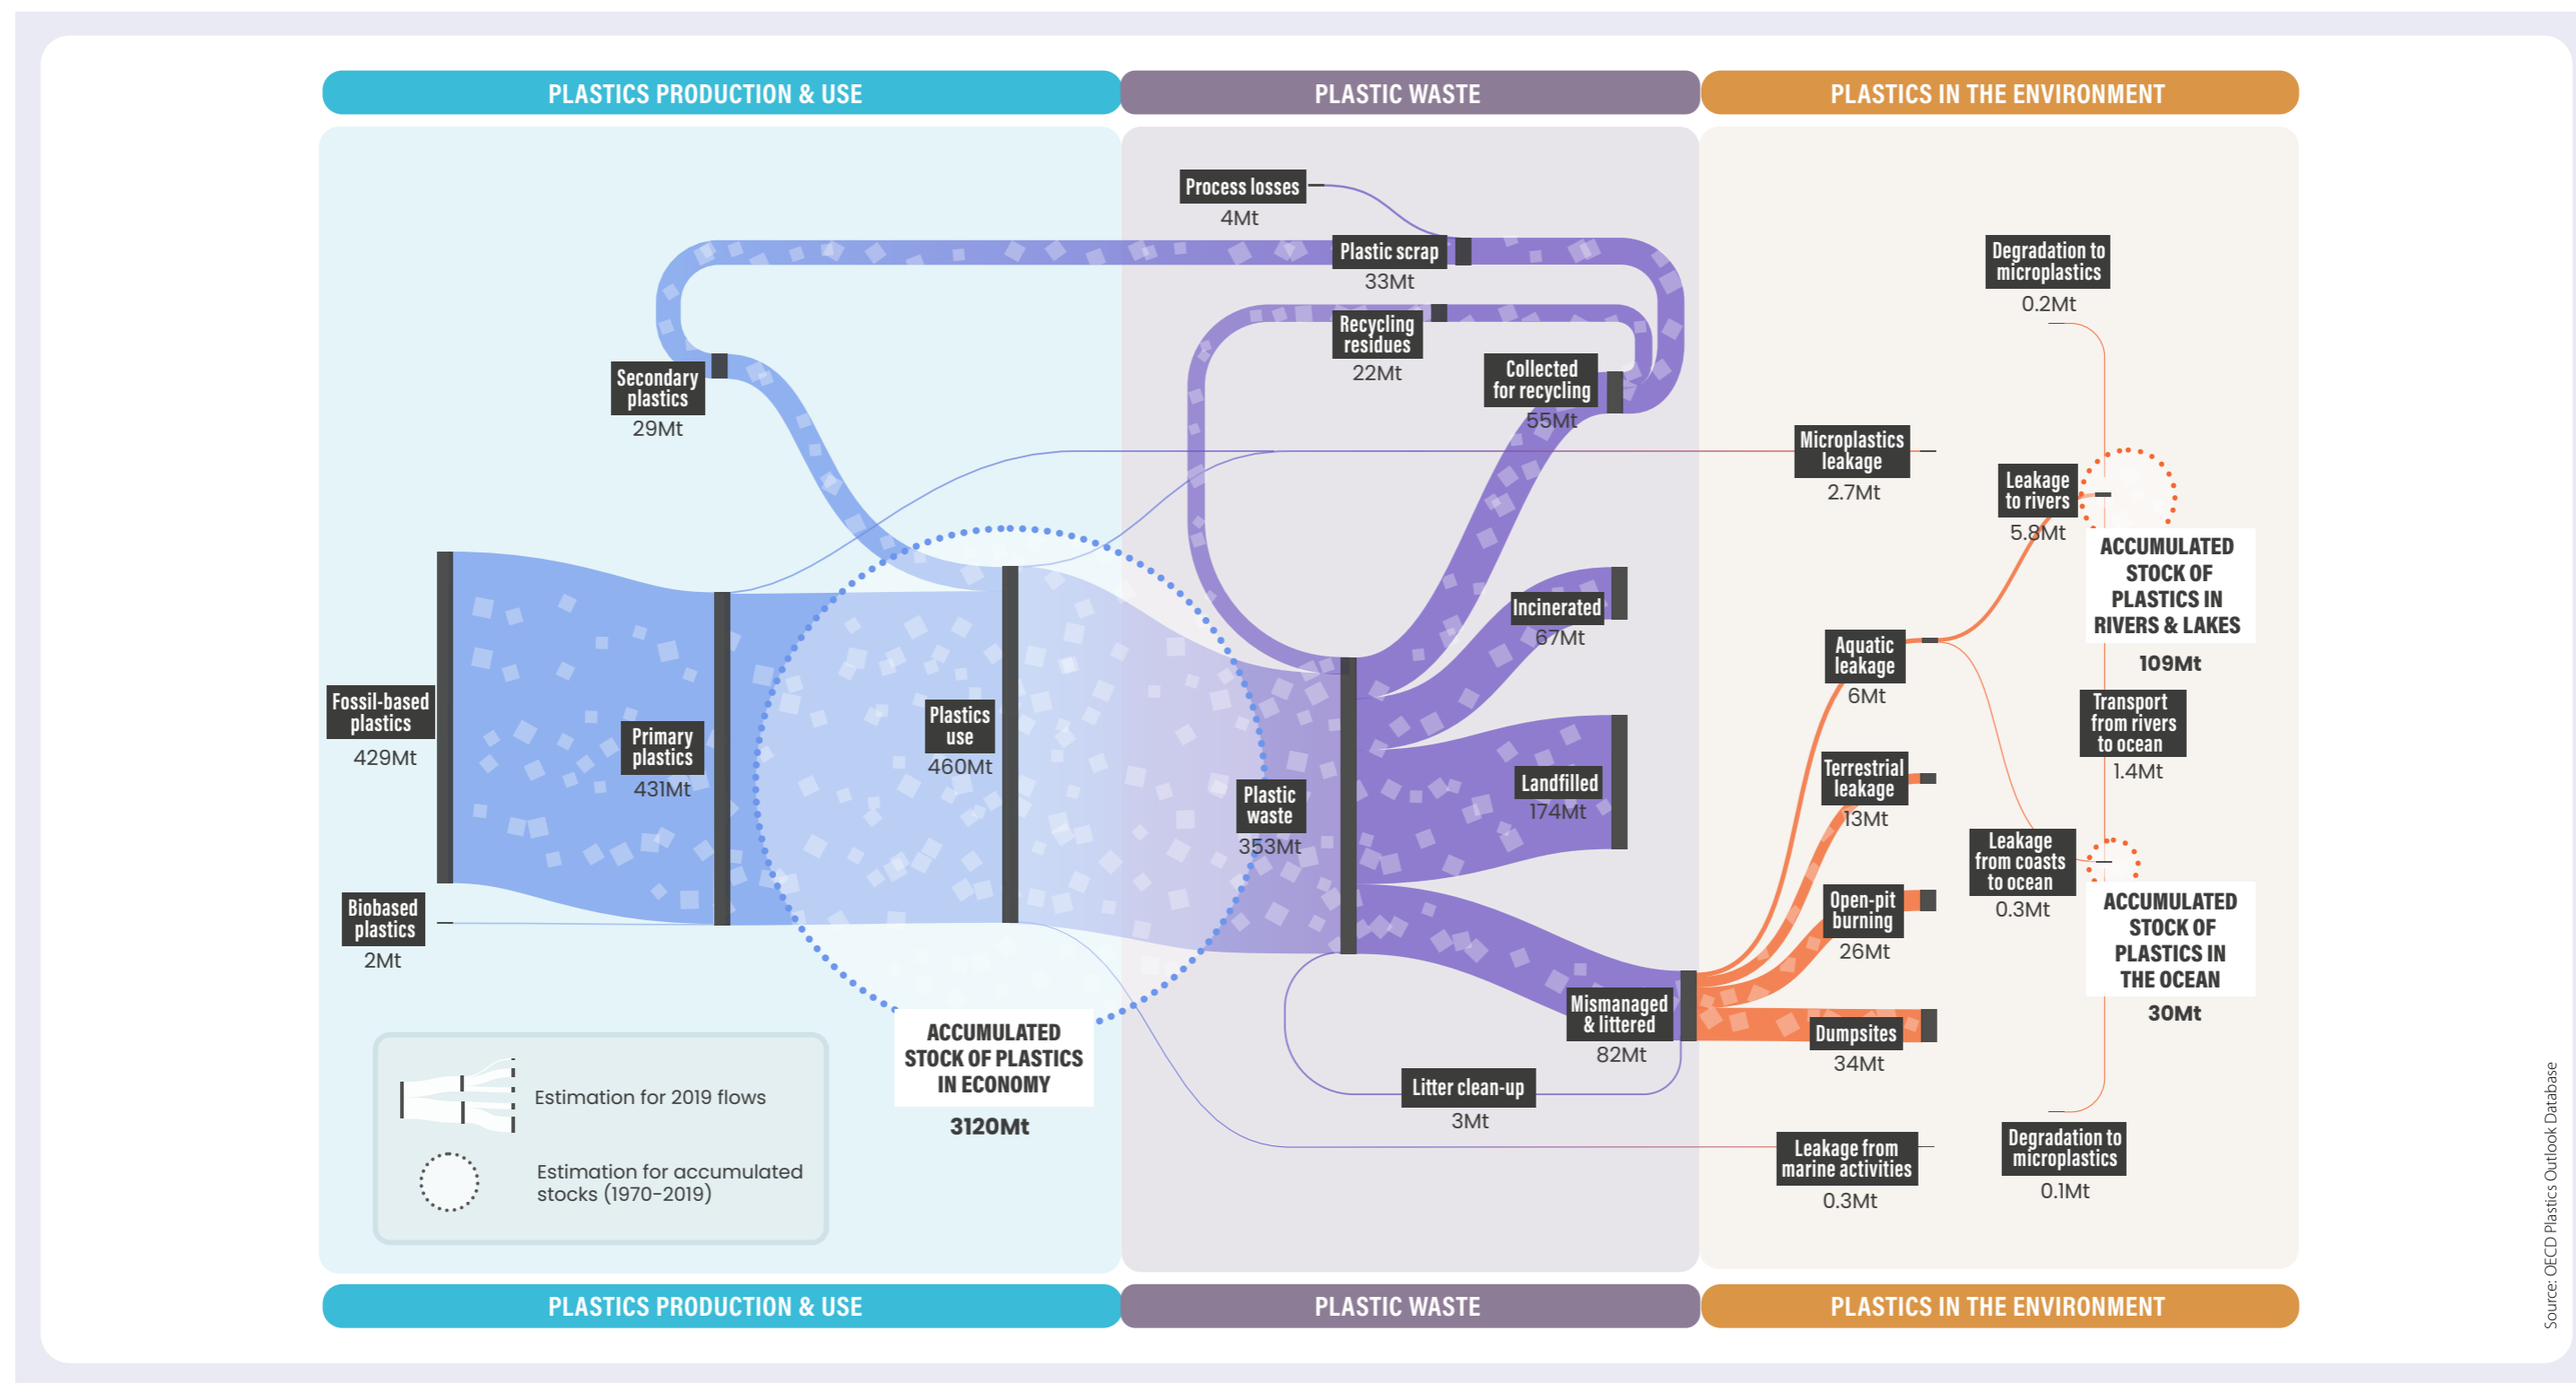 PLASTICS PRODUCTION & USE
PLASTIC WASTE
PLASTICS IN THE ENVIRONMENT
Process losses
4Mt
Plastic scrap
33Mt
Recycling
residues
22Mt
Collected
for recycling
55Mt
Secondary
plastics
29Mt
Fossil-based
plastics
429Mt
Biobased
plastics
2Mt
Primary
plastics
431Mt
Plastics
use
460Mt
ACCUMULATED
STOCK OF PLASTICS
IN ECONOMY
3120Mt
Plastic
waste
353Mt
Incinerated
67Mt
Landfilled
174Mt
Mismanaged
& littered
82Mt
Litter clean-up
3Mt
Degradation to
microplastics
0.2Mt
Microplastics
leakage
2.7Mt
Leakage
to rivers
5.8Mt
ACCUMULATED
STOCK OF
PLASTICS IN
RIVERS & LAKES
109Mt
Aquatic
leakage
6Mt
Transport
from rivers
to ocean
1.4Mt
Terrestrial
leakage
13Mt
Leakage
from coasts
to ocean
0.3Mt
Open-pit
burning
26Mt
ACCUMULATED
STOCK OF
PLASTICS IN
THE OCEAN
30Mt
Dumpsites
34Mt
Leakage from
marine activities
0.3Mt
Degradation to
microplastics
0.1Mt
Estimation for 2019 flows
Estimation for accumulated
stocks (1970-2019)
PLASTICS PRODUCTION & USE
PLASTIC WASTE
PLASTICS IN THE ENVIRONMENT
Source: OECD Plastics Outlook Database